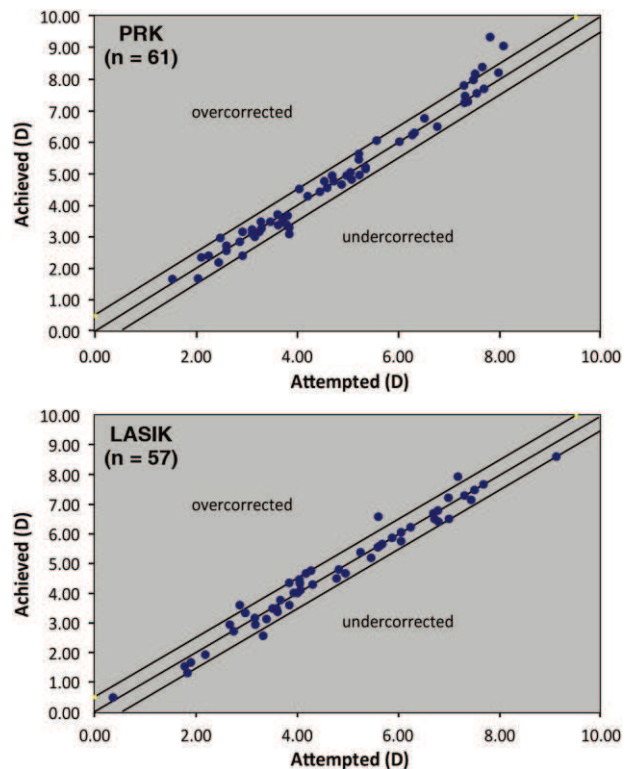 PRK
(n = 61)
overcorrected
undercorrected
Achieved (D)
10.00
9.00
8.00
7.00
6.00
5.00
4.00
3.00
2.00
1.00
0.00
0.00 2.00 4.00 6.00 8.00 10.00
Attempted (D)
LASIK
(n = 57)
overcorrected
undercorrected
Achieved (D)
10.00
9.00
8.00
7.00
6.00
5.00
4.00
3.00
2.00
1.00
0.00
0.00 2.00 4.00 6.00 8.00 10.00
Attempted (D)